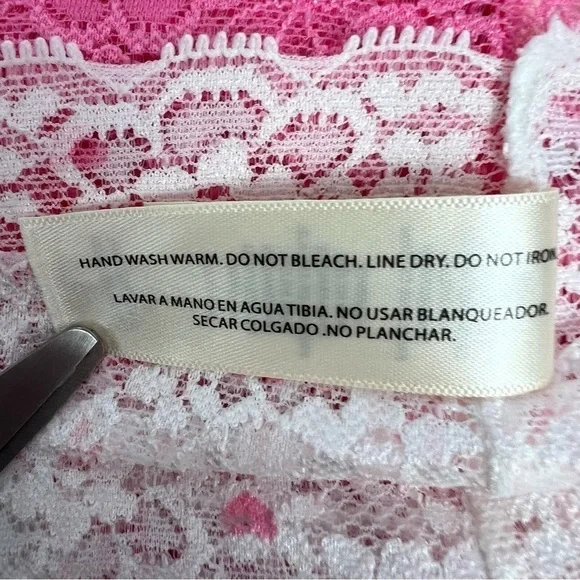 HAND WASH WARM. DO NOT BLEACH. LINE DRY. DO NOT IRON
LAVAR A MANO EN AGUA TIBIA. NO USAR BLANQUEADOR.
SECAR COLGADO .NO PLANCHAR.